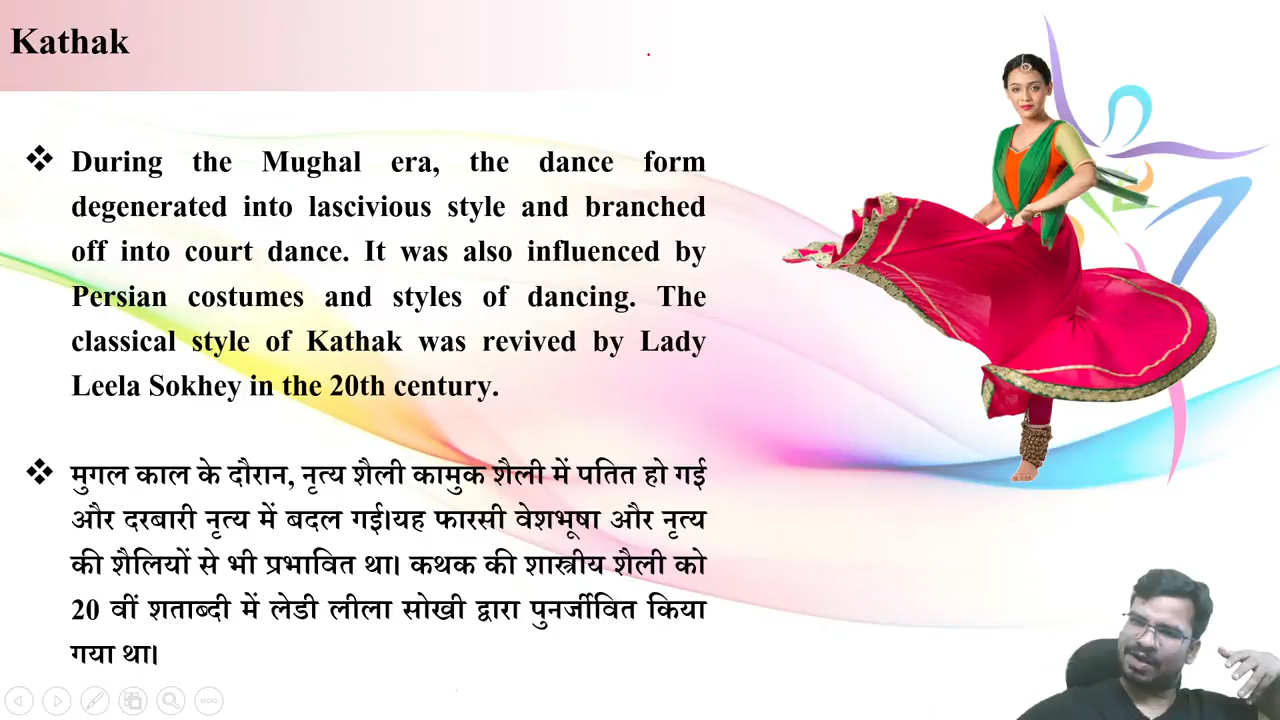 Kathak
During the Mughal era, the dance form
degenerated into lascivious style and branched
off into court dance. It was also influenced by
Persian costumes and styles of dancing. The
classical style of Kathak was revived by Lady
Leela Sokhey in the 20th century.
मुगल काल के दौरान, नृत्य शैली कामुक शैली में पतित हो गई
और दरबारी नृत्य में बदल गई।यह फारसी वेशभूषा और नृत्य
की शैलियों से भी प्रभावित था। कथक की शास्त्रीय शैली को
20 वीं शताब्दी में लेडी लीला सोखी द्वारा पुनर्जीवित किया
गया था।